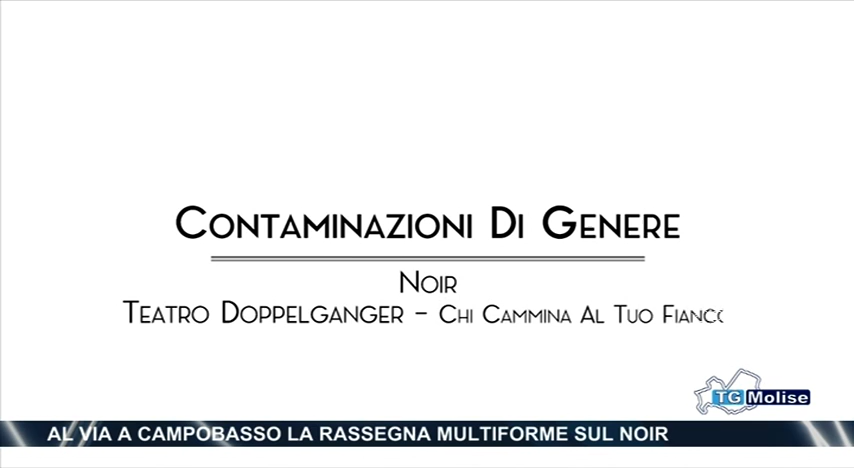 Contaminazioni Di Genere
Noir
Teatro Doppelganger – Chi Cammina Al Tuo Fianco
TG Molise
AL VIA A CAMPOBASSO LA RASSEGNA MULTIFORME SUL NOIR